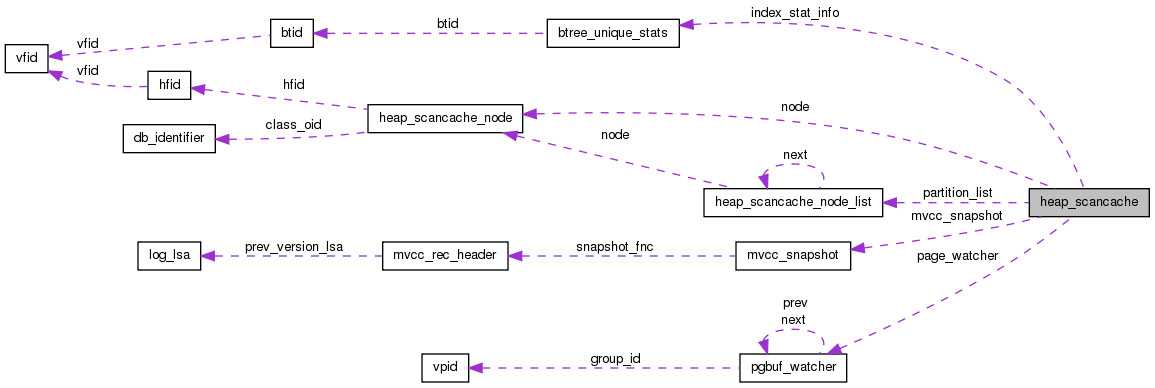 index_stat_info
btid
btid
btree_unique_stats
vfid
vfid
vfid
hfid
hfid
node
heap_scancache_node
class_oid
db_identifier
node
next
partition_list
heap_scancache_node_list
heap_scancache
mvcc_snapshot
prev_version_lsa
snapshot_fnc
log_lsa
mvcc_rec_header
mvcc_snapshot
page_watcher
prev
next
group_id
vpid
pgbuf_watcher